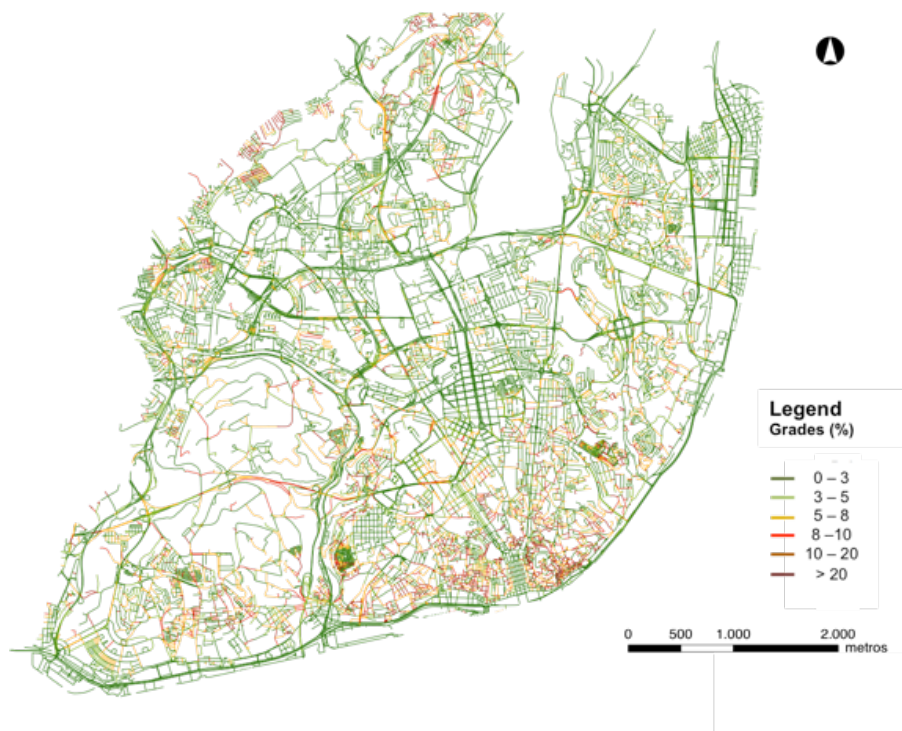 Legend
Grades (%)
0 – 3
3 – 5
5 – 8
8 –10
10 – 20
> 20
0 500 1.000 2.000
metros